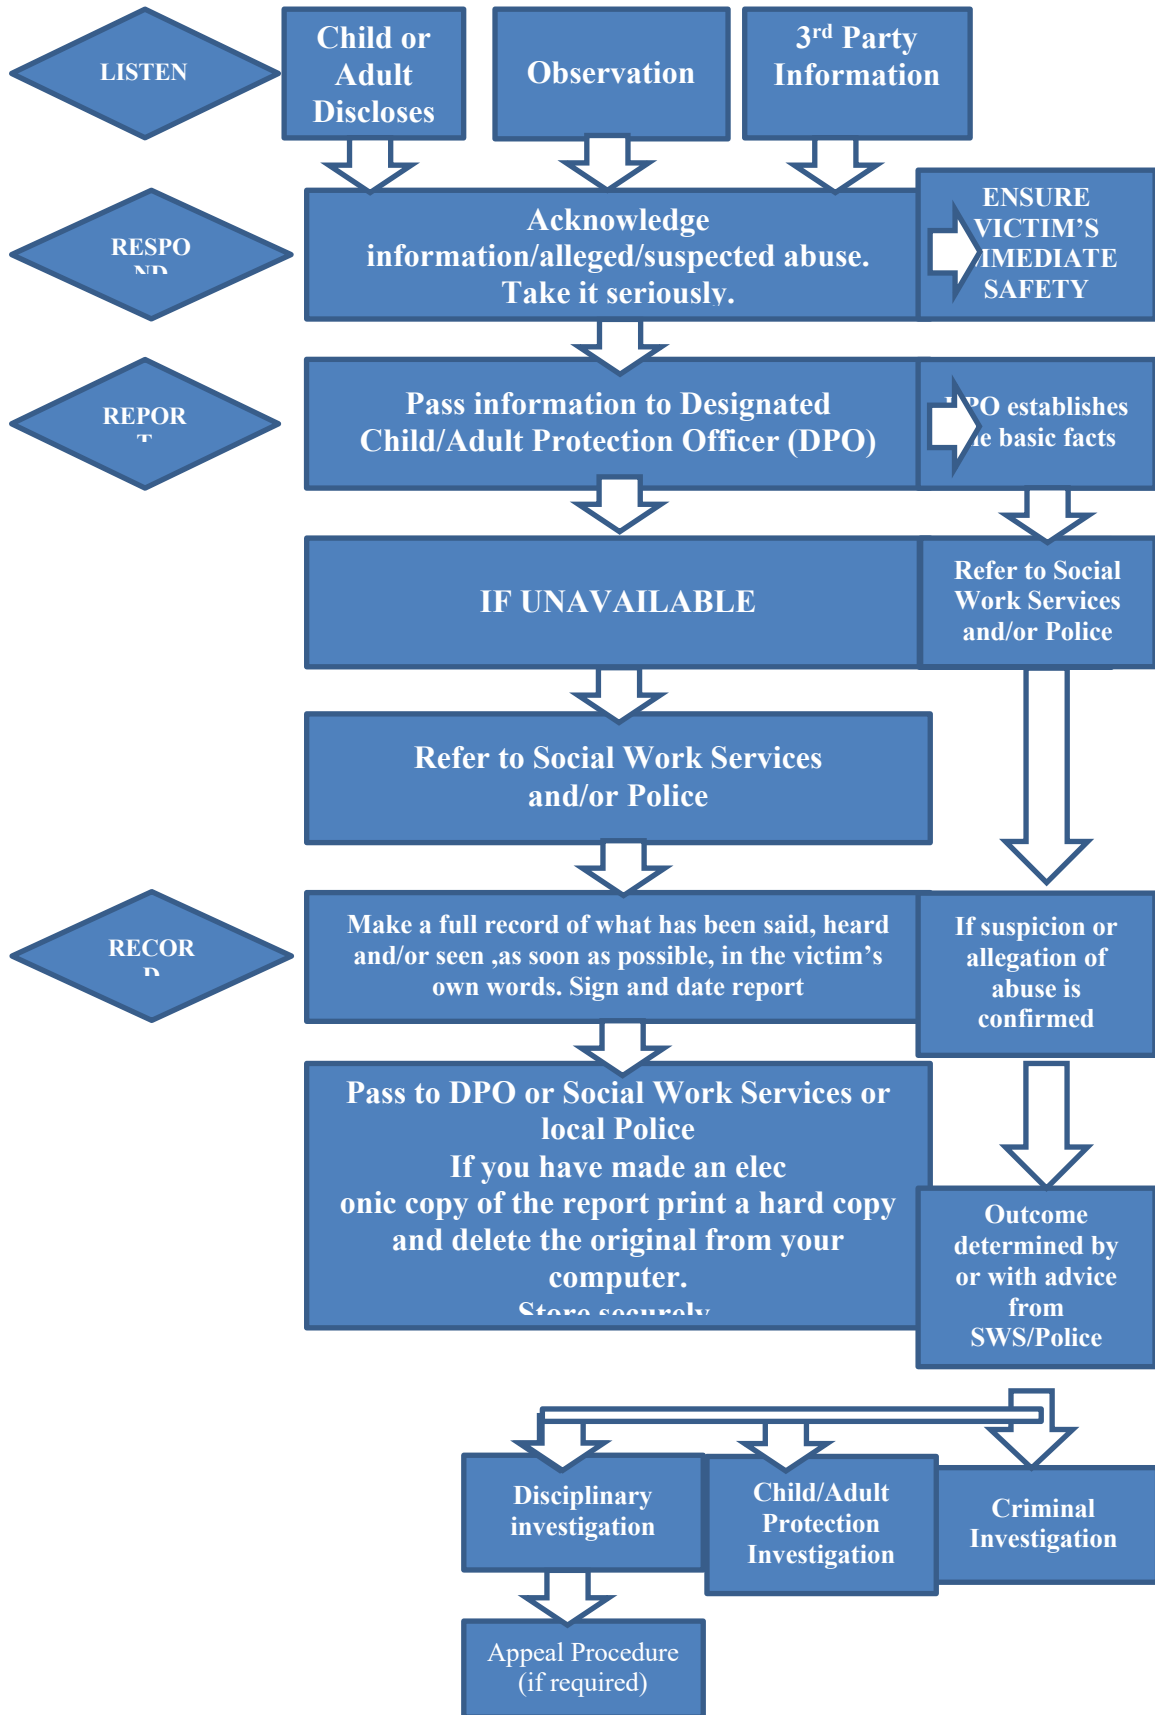 LISTEN
Child or
Adult
Discloses
Observation
3rd Party
Information
RESPO
ND
Acknowledge
information/alleged/suspected abuse.
Take it seriously.
ENSURE
VICTIM'S
IMEDIATE
SAFETY
REPOR
T
Pass information to Designated
Child/Adult Protection Officer (DPO)
DPO establishes
basic facts
IF UNAVAILABLE
Refer to Social
Work Services
and/or Police
Refer to Social Work Services
and/or Police
RECOR
D
Make a full record of what has been said, heard
and/or seen ,as soon as possible, in the victim's
own words. Sign and date report
If suspicion or
allegation of
abuse is
confirmed
Pass to DPO or Social Work Services or
local Police
If you have made an elec
onic copy of the report print a hard copy
and delete the original from your
computer.
Store securely
Outcome
determined by
or with advice
from
SWS/Police
Disciplinary
investigation
Child/Adult
Protection
Investigation
Criminal
Investigation
Appeal Procedure
(if required)